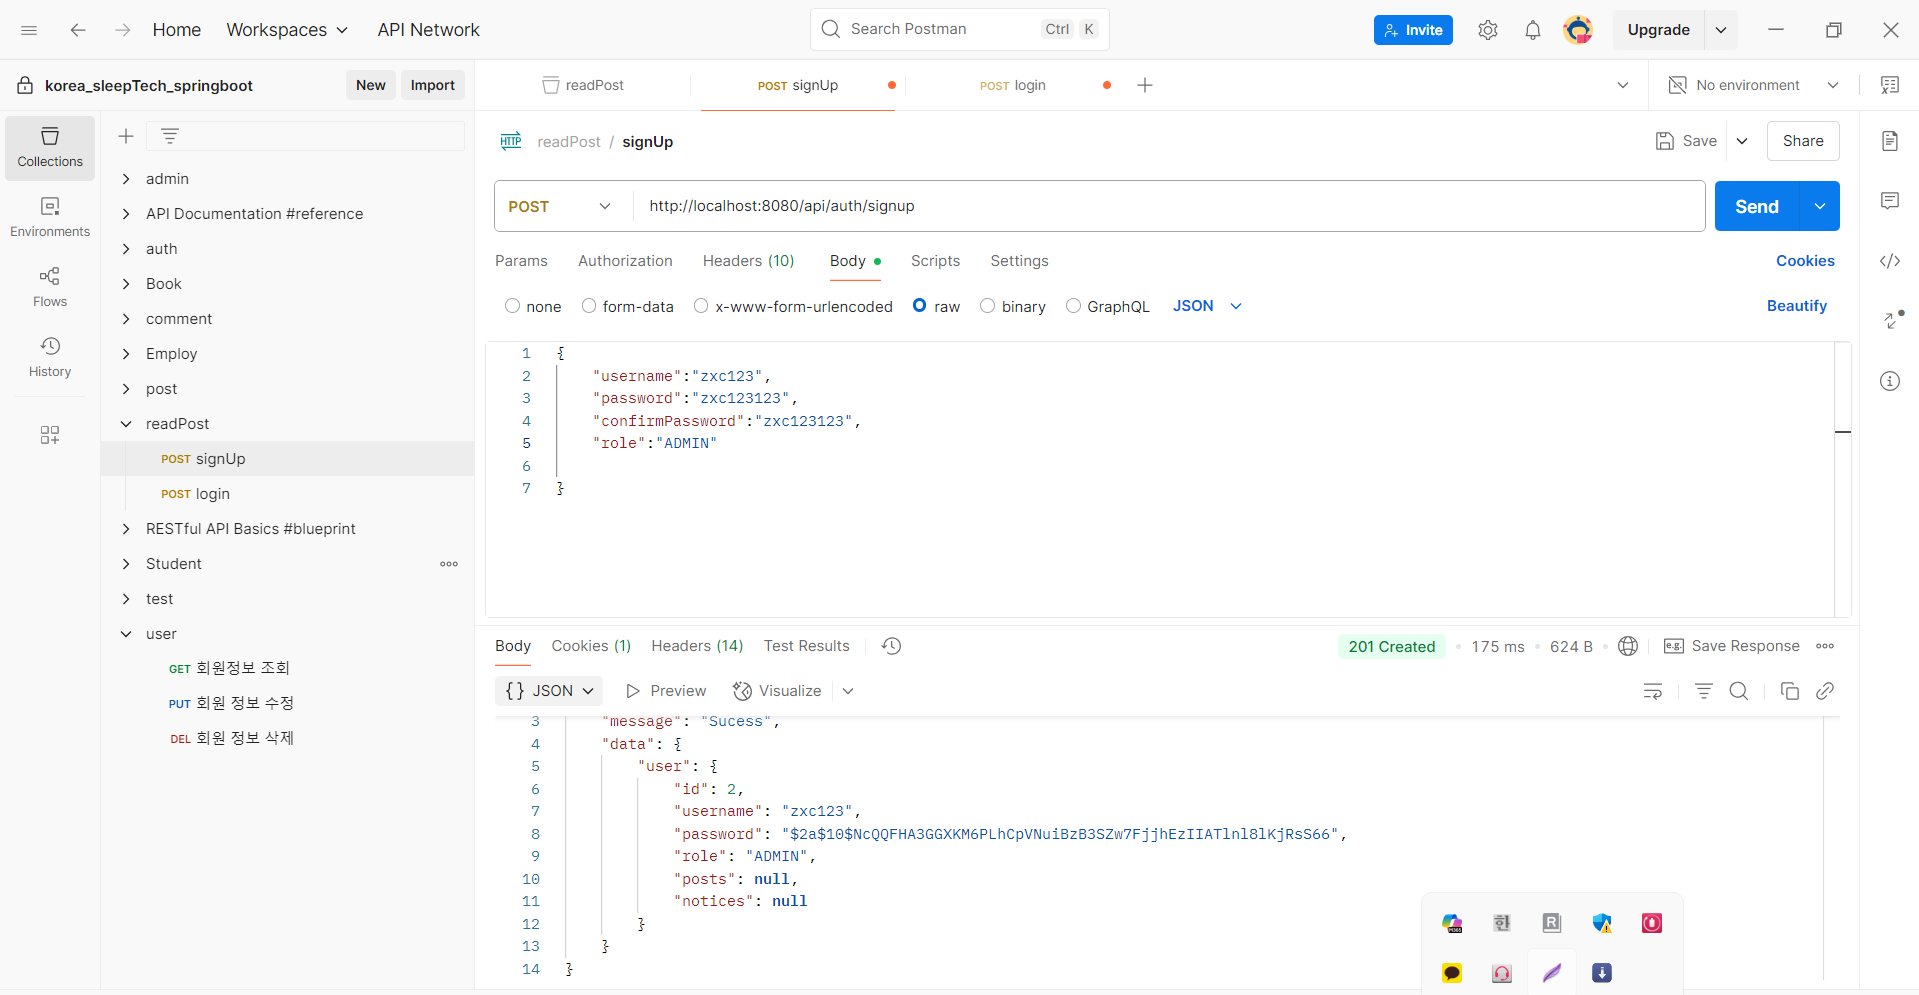 Home Workspaces API Network Search Postman Ctrl K Invite Upgrade
korea_sleepTech_springboot New Import readPost POST signUp POST login No environment
Collections
Environments
Flows
History
admin
API Documentation #reference
auth
Book
comment
Employ
post
readPost
POST signUp
POST login
RESTful API Basics #blueprint
Student
test
user
GET 회원정보 조회
PUT 회원 정보 수정
DEL 회원 정보 삭제
HTTP readPost / signUp Save Share
POST http://localhost:8080/api/auth/signup Send
Params Authorization Headers (10) Body Scripts Settings Cookies
none form-data x-www-form-urlencoded raw binary GraphQL JSON Beautify
1 {
2 "username":"zxc123",
3 "password":"zxc123123",
4 "confirmPassword":"zxc123123",
5 "role":"ADMIN"
6
7 }
Body Cookies (1) Headers (14) Test Results 201 Created 175 ms 624 B e.g. Save Response
{} JSON Preview Visualize
3 "message": "Sucess",
4 "data": {
5 "user": {
6 "id": 2,
7 "username": "zxc123",
8 "password": "$2a$10$NcQQFHA3GGXKM6PLhCpVNuiBzB3SZw7FjjhEzIIATlnl8lKjRsS66",
9 "role": "ADMIN",
10 "posts": null,
11 "notices": null
12 }
13 }
14 }
한 R